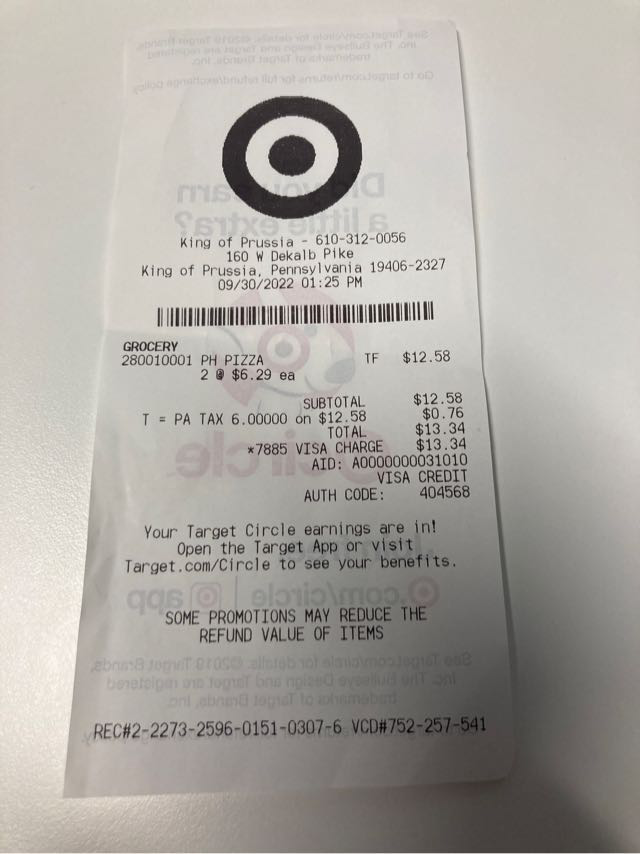 King of Prussia - 610-312-0056
160 W Dekalb Pike
King of Prussia, Pennsylvania 19406-2327
09/30/2022 01:25 PM
GROCERY
280010001 PH PIZZA TF $12.58
2 @ $6.29 ea
SUBTOTAL $12.58
T = PA TAX 6.00000 on $12.58 $0.76
TOTAL $13.34
*7885 VISA CHARGE $13.34
AID: A0000000031010
VISA CREDIT
AUTH CODE: 404568
Your Target Circle earnings are in!
Open the Target App or visit
Target.com/Circle to see your benefits.
SOME PROMOTIONS MAY REDUCE THE
REFUND VALUE OF ITEMS
REC#2-2273-2596-0151-0307-6 VCD#752-257-541